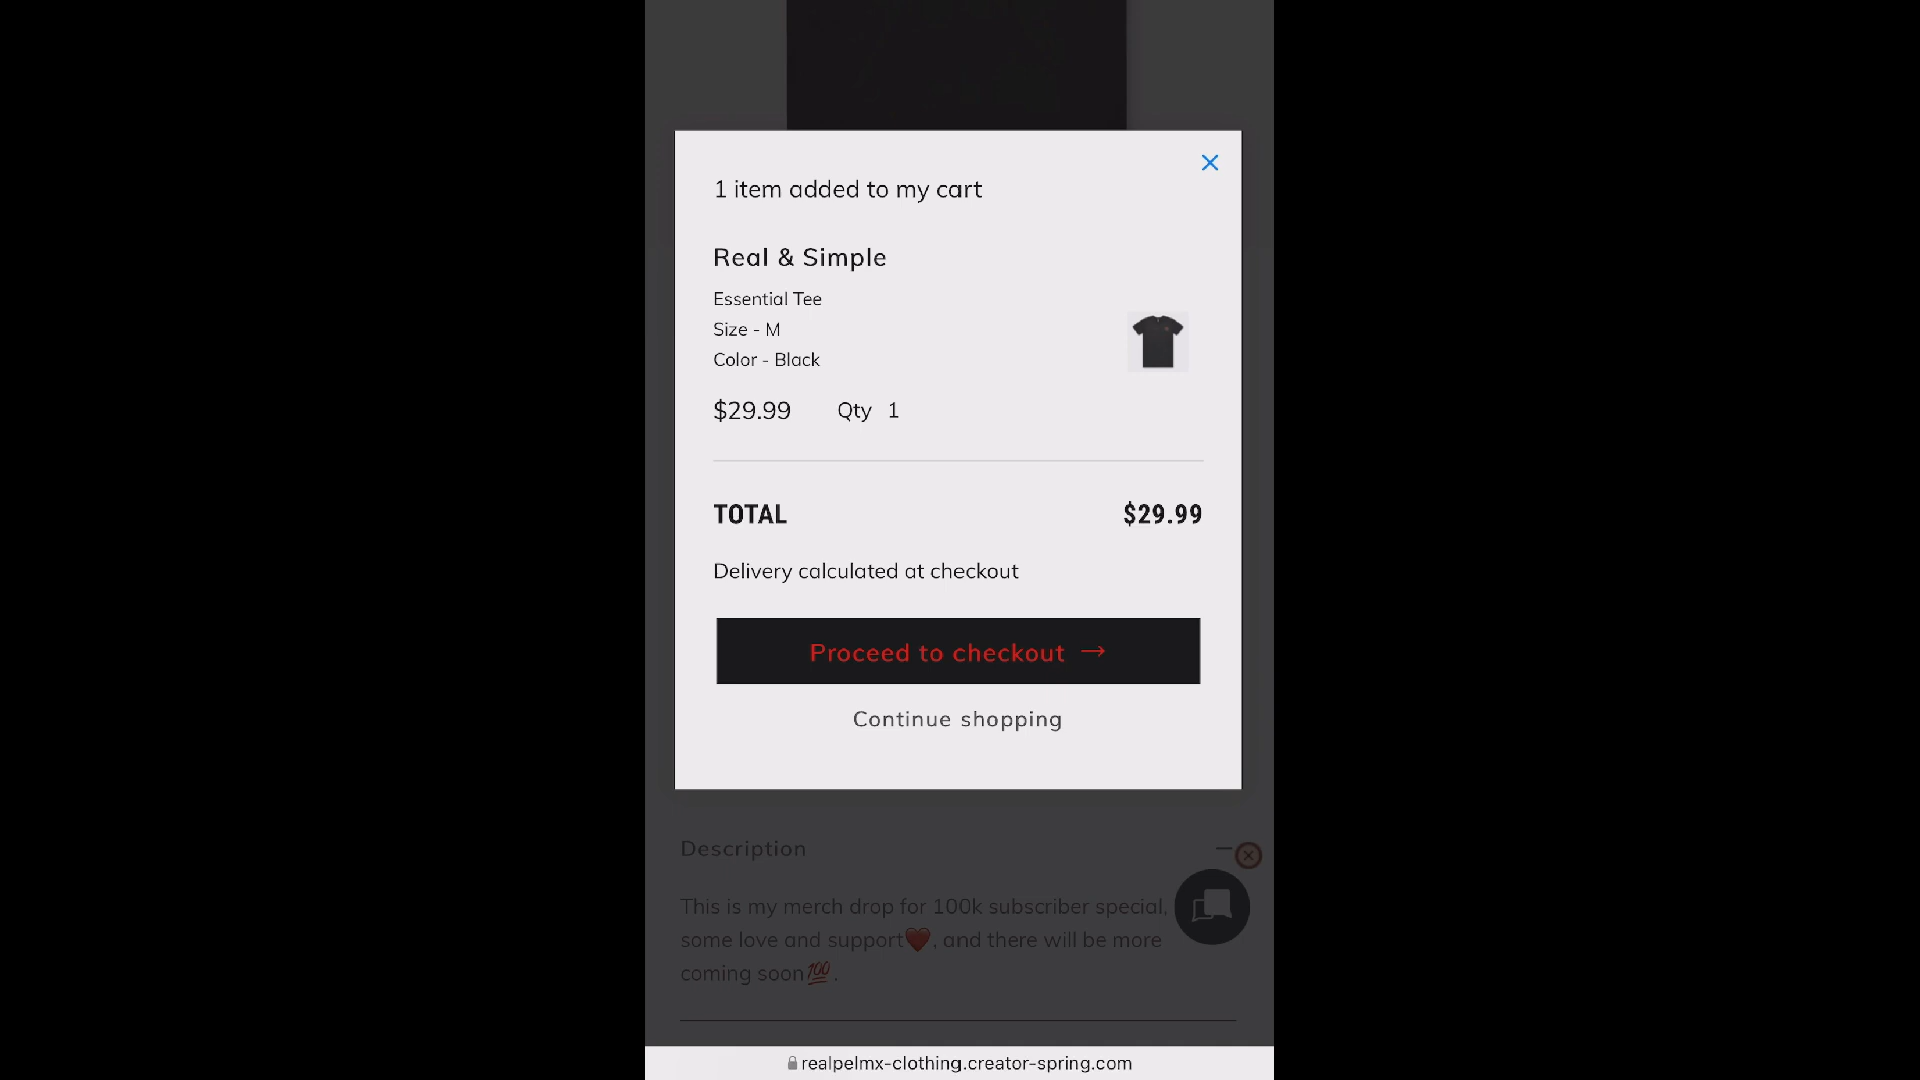 1 item added to my cart
Real & Simple
Essential Tee
Size - M
Color - Black
$29.99 Qty 1
TOTAL $29.99
Delivery calculated at checkout
Proceed to checkout →
Continue shopping
Description
This is my merch drop for 100k subscriber special,
some love and support❤️, and there will be more
coming soon💯.
realpelmx-clothing.creator-spring.com